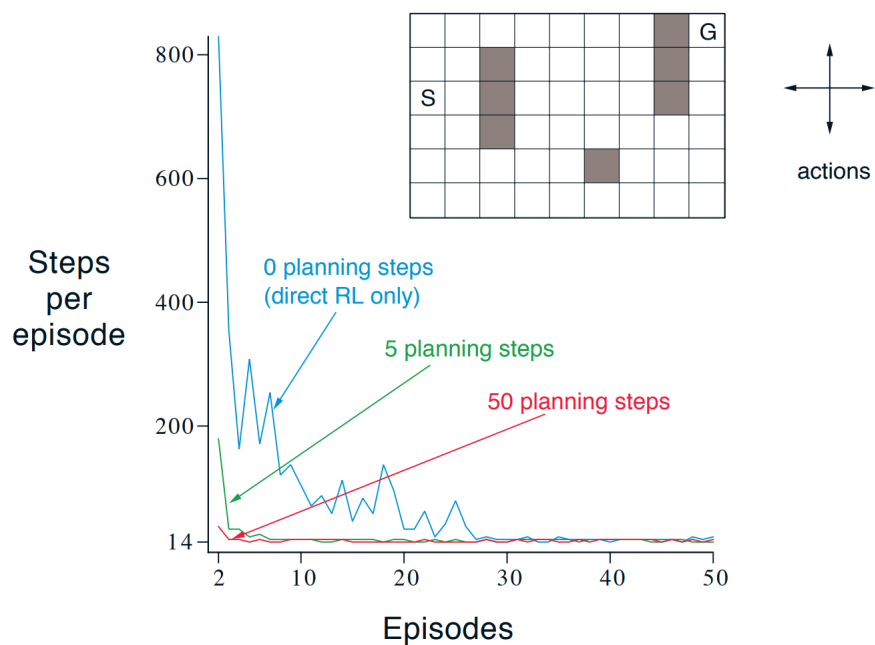 800
600
400
200
14
Steps
per
episode
G
S
actions
0 planning steps
(direct RL only)
5 planning steps
50 planning steps
2
10
20
30
40
50
Episodes